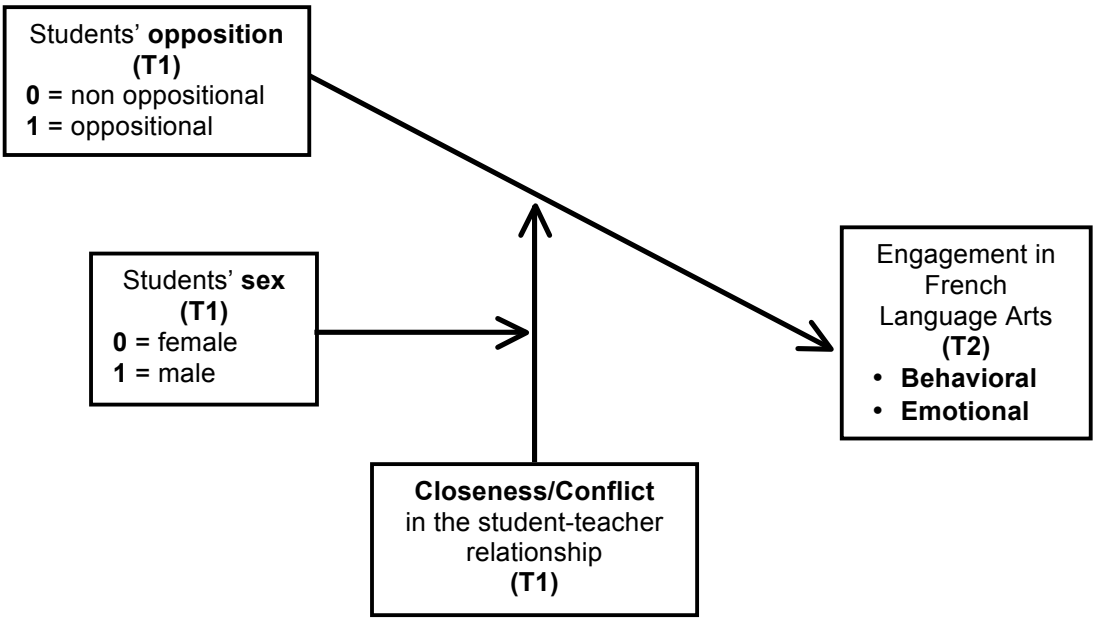 Students’ opposition
(T1)
0 = non oppositional
1 = oppositional
Students’ sex
(T1)
0 = female
1 = male
Engagement in
French
Language Arts
(T2)
• Behavioral
• Emotional
Closeness/Conflict
in the student-teacher
relationship
(T1)